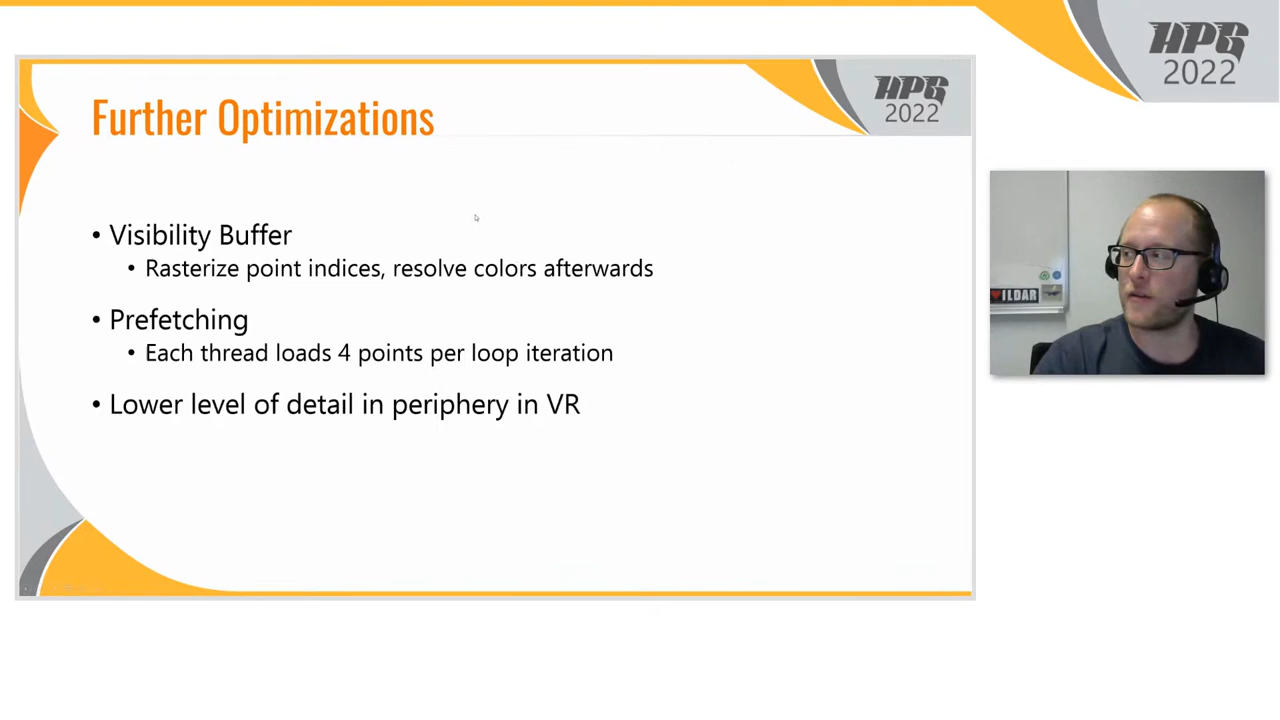 HPG
2022
Further Optimizations
HPG
2022
• Visibility Buffer
• Rasterize point indices, resolve colors afterwards
• Prefetching
• Each thread loads 4 points per loop iteration
• Lower level of detail in periphery in VR
ILDAR